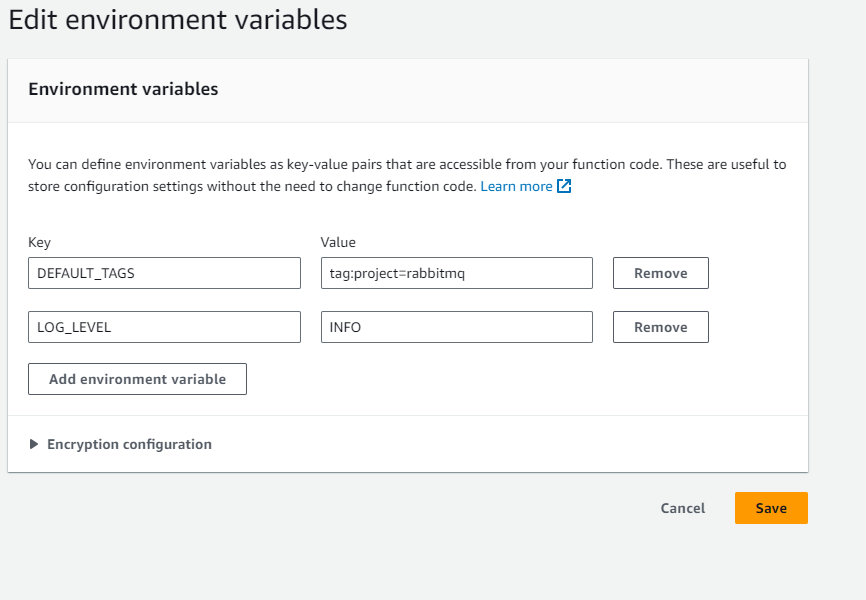 Edit environment variables
Environment variables
You can define environment variables as key-value pairs that are accessible from your function code. These are useful to
store configuration settings without the need to change function code. Learn more
Key Value
DEFAULT_TAGS tag:project=rabbitmq Remove
LOG_LEVEL INFO Remove
Add environment variable
Encryption configuration
Cancel Save